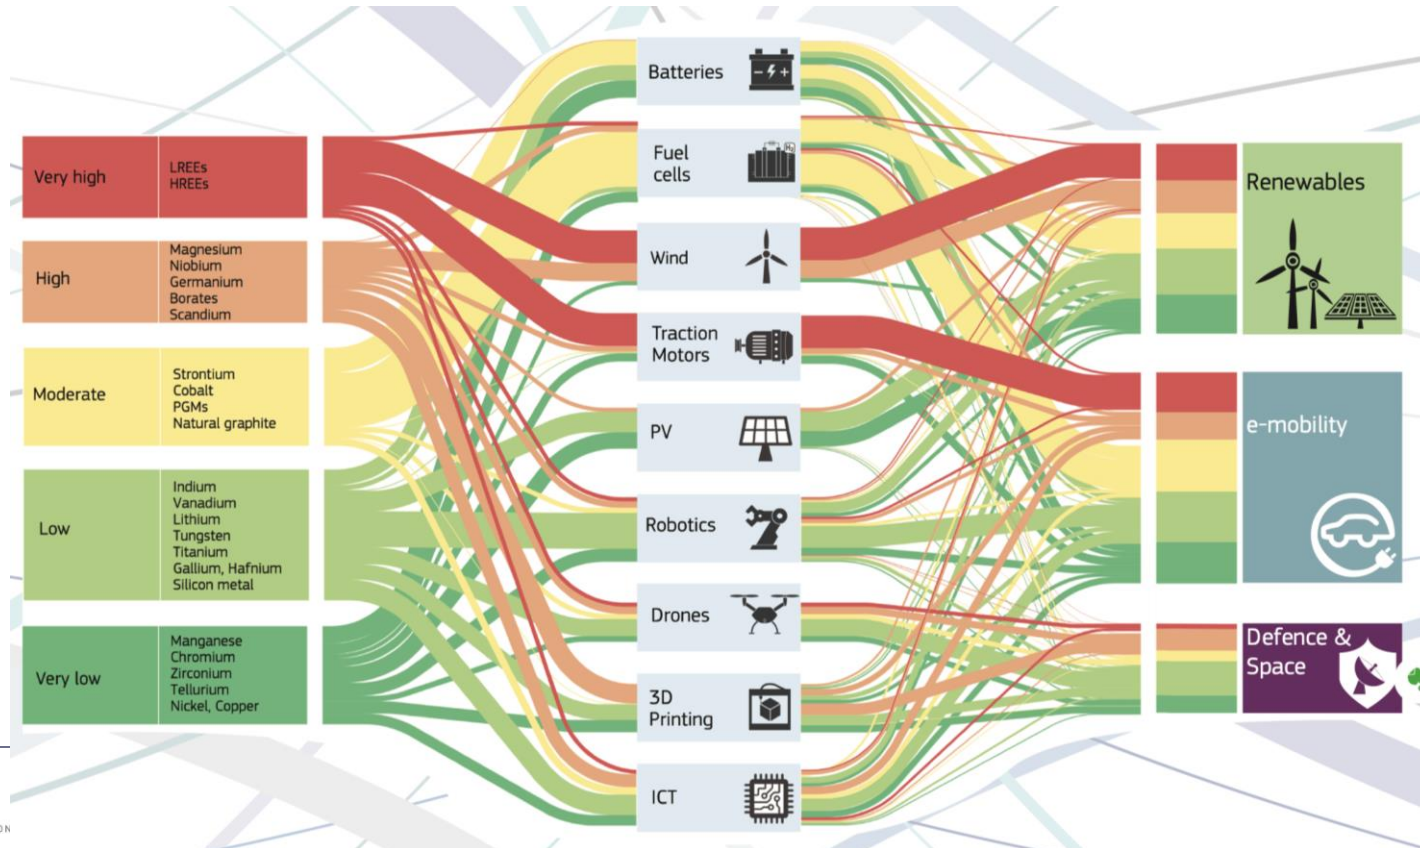 Very high
LREEs
HREEs
High
Magnesium
Niobium
Germanium
Borates
Scandium
Moderate
Strontium
Cobalt
PGMs
Natural graphite
Low
Indium
Vanadium
Lithium
Tungsten
Titanium
Gallium, Hafnium
Silicon metal
Very low
Manganese
Chromium
Zirconium
Tellurium
Nickel, Copper
Batteries
Fuel
cells
H₂
Wind
Traction
Motors
PV
Robotics
Drones
3D
Printing
ICT
Renewables
e-mobility
Defence &
Space